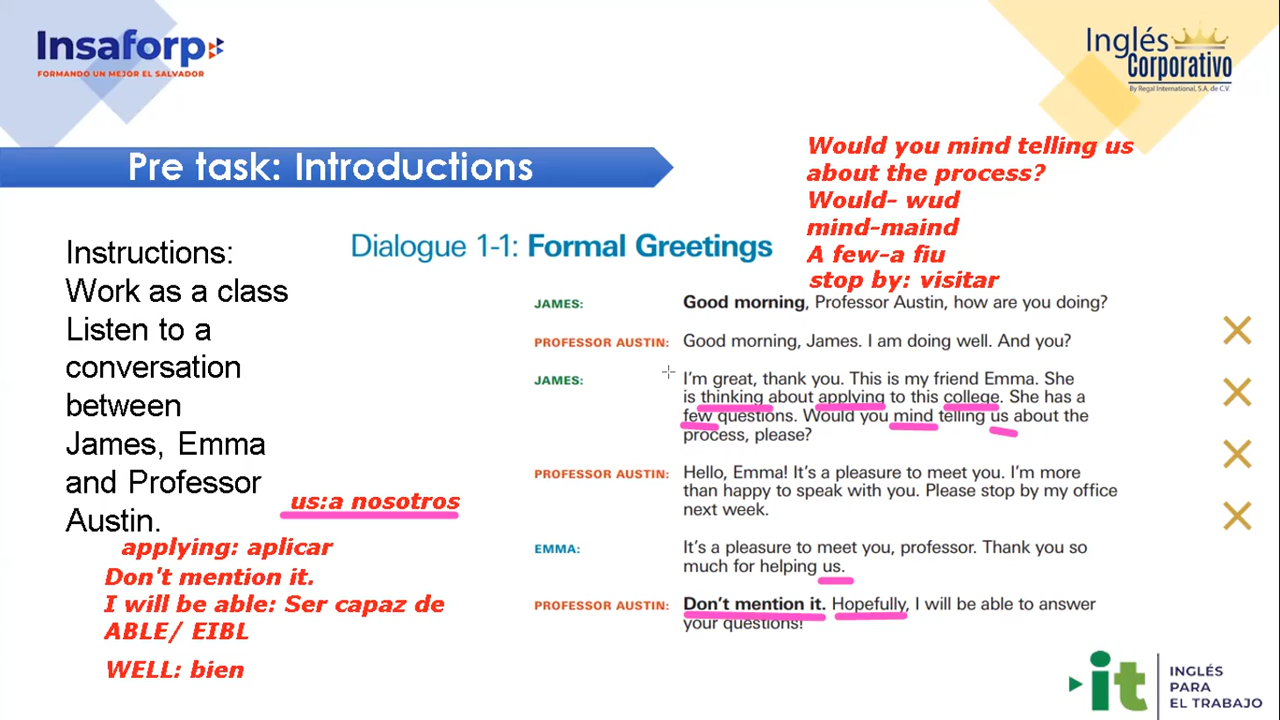 Insaforp
FORMANDO UN MEJOR EL SALVADOR
Inglés
Corporativo
By Regal International, S.A. de C.V.
Pre task: Introductions
Would you mind telling us
about the process?
Would- wud
mind-maind
A few-a fiu
stop by: visitar
Instructions:
Work as a class
Listen to a
conversation
between
James, Emma
and Professor
Austin.
us:a nosotros
applying: aplicar
Don't mention it.
I will be able: Ser capaz de
ABLE/ EIBL
WELL: bien
Dialogue 1-1: Formal Greetings
JAMES: Good morning, Professor Austin, how are you doing?
PROFESSOR AUSTIN: Good morning, James. I am doing well. And you?
JAMES: I'm great, thank you. This is my friend Emma. She
is thinking about applying to this college. She has a
few questions. Would you mind telling us about the
process, please?
PROFESSOR AUSTIN: Hello, Emma! It's a pleasure to meet you. I'm more
than happy to speak with you. Please stop by my office
next week.
EMMA: It's a pleasure to meet you, professor. Thank you so
much for helping us.
PROFESSOR AUSTIN: Don't mention it. Hopefully, I will be able to answer
your questions!
it
INGLÉS
PARA
EL TRABAJO